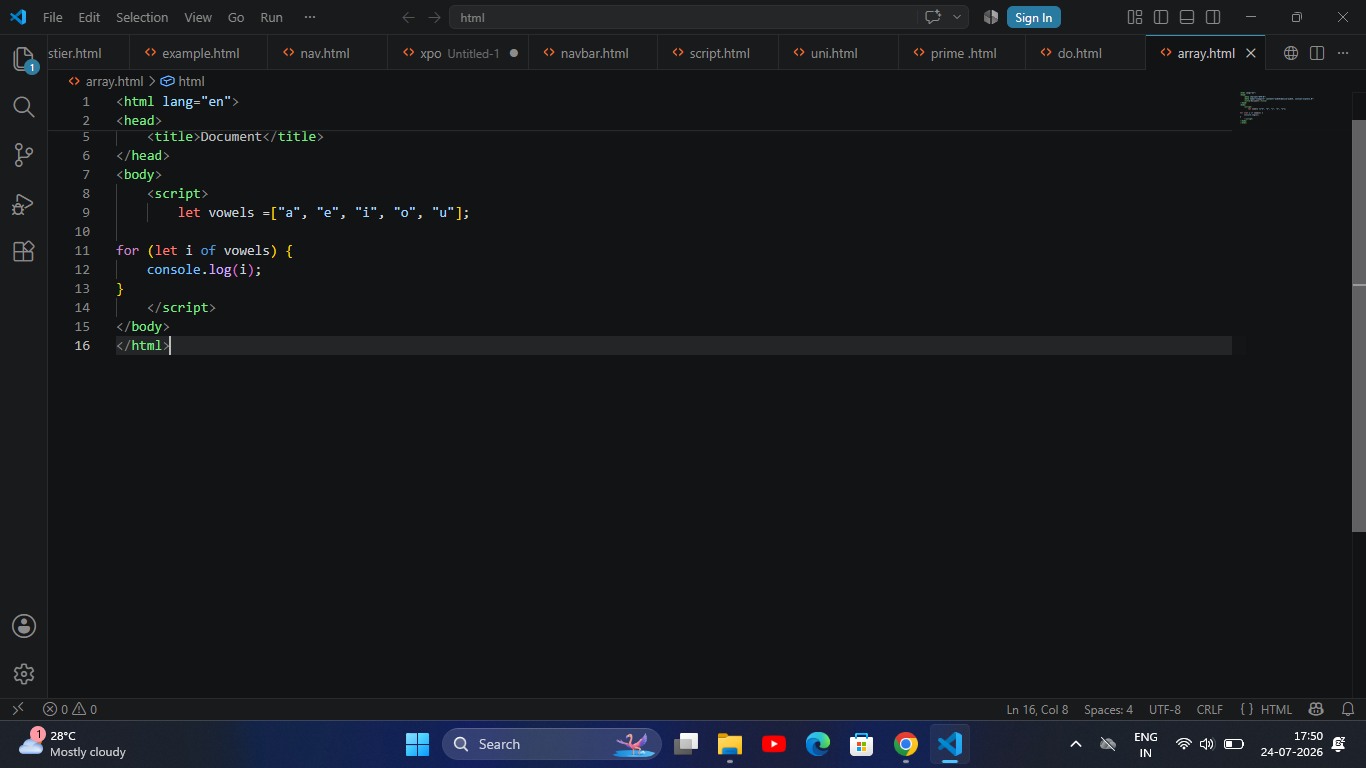 File Edit Selection View Go Run ··· html Sign In
stier.html example.html nav.html xpo Untitled-1 navbar.html script.html uni.html prime .html do.html array.html
1
array.html > html
1 <html lang="en">
2 <head>
5 <title>Document</title>
6 </head>
7 <body>
8 <script>
9 let vowels =["a", "e", "i", "o", "u"];
10
11 for (let i of vowels) {
12 console.log(i);
13 }
14 </script>
15 </body>
16 </html>
0 0 Ln 16, Col 8 Spaces: 4 UTF-8 CRLF { } HTML
1 28°C
Mostly cloudy
Search
ENG
IN
17:50
24-07-2026